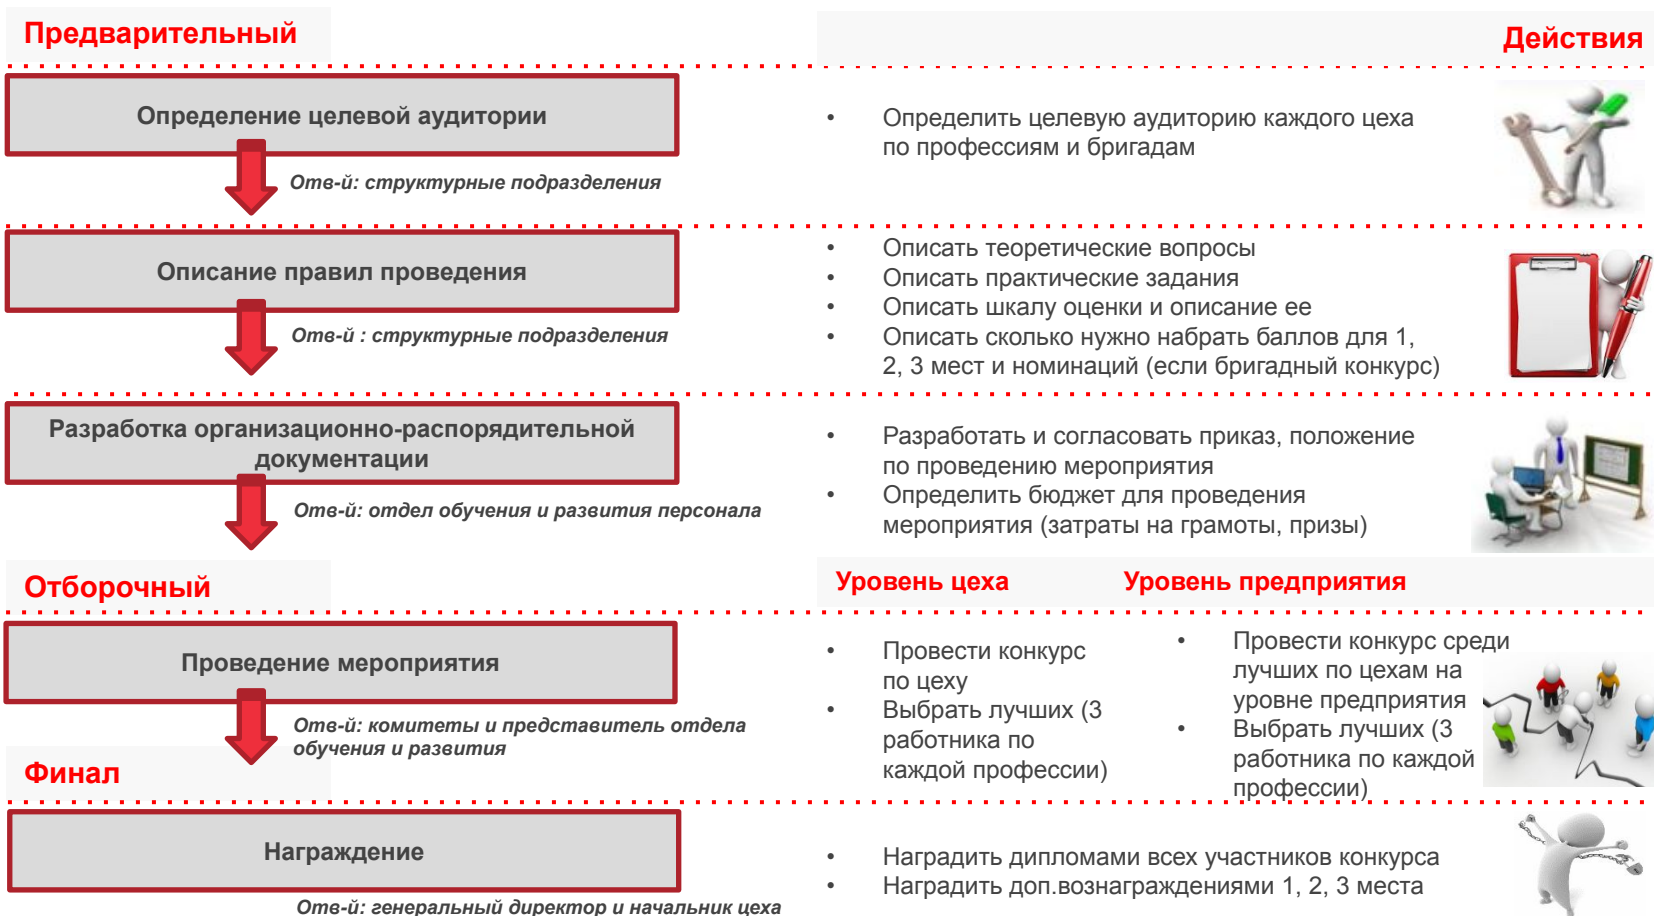 Предварительный
Действия
Определение целевой аудитории
Отв-й: структурные подразделения
• Определить целевую аудиторию каждого цеха
по профессиям и бригадам
Описание правил проведения
Отв-й : структурные подразделения
• Описать теоретические вопросы
• Описать практические задания
• Описать шкалу оценки и описание ее
• Описать сколько нужно набрать баллов для 1,
2, 3 мест и номинаций (если бригадный конкурс)
Разработка организационно-распорядительной
документации
Отв-й: отдел обучения и развития персонала
• Разработать и согласовать приказ, положение
по проведению мероприятия
• Определить бюджет для проведения
мероприятия (затраты на грамоты, призы)
Отборочный
Уровень цеха
Уровень предприятия
Проведение мероприятия
Отв-й: комитеты и представитель отдела
обучения и развития
• Провести конкурс
по цеху
• Выбрать лучших (3
работника по
каждой профессии)
• Провести конкурс среди
лучших по цехам на
уровне предприятия
• Выбрать лучших (3
работника по каждой
профессии)
Финал
Награждение
Отв-й: генеральный директор и начальник цеха
• Наградить дипломами всех участников конкурса
• Наградить доп.вознаграждениями 1, 2, 3 места